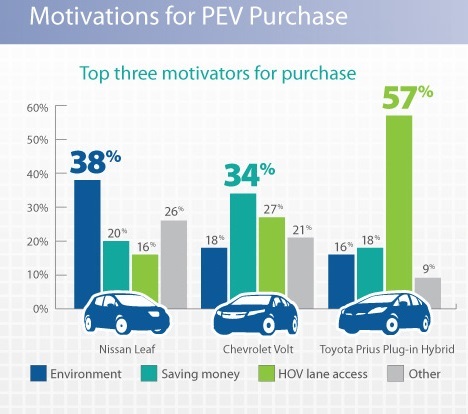 Motivations for PEV Purchase
Top three motivators for purchase
60%
50%
40%
30%
20%
10%
0%
38%
20%
16%
26%
18%
34%
27%
21%
16%
18%
57%
9%
Nissan Leaf
Chevrolet Volt
Toyota Prius Plug-in Hybrid
Environment
Saving money
HOV lane access
Other